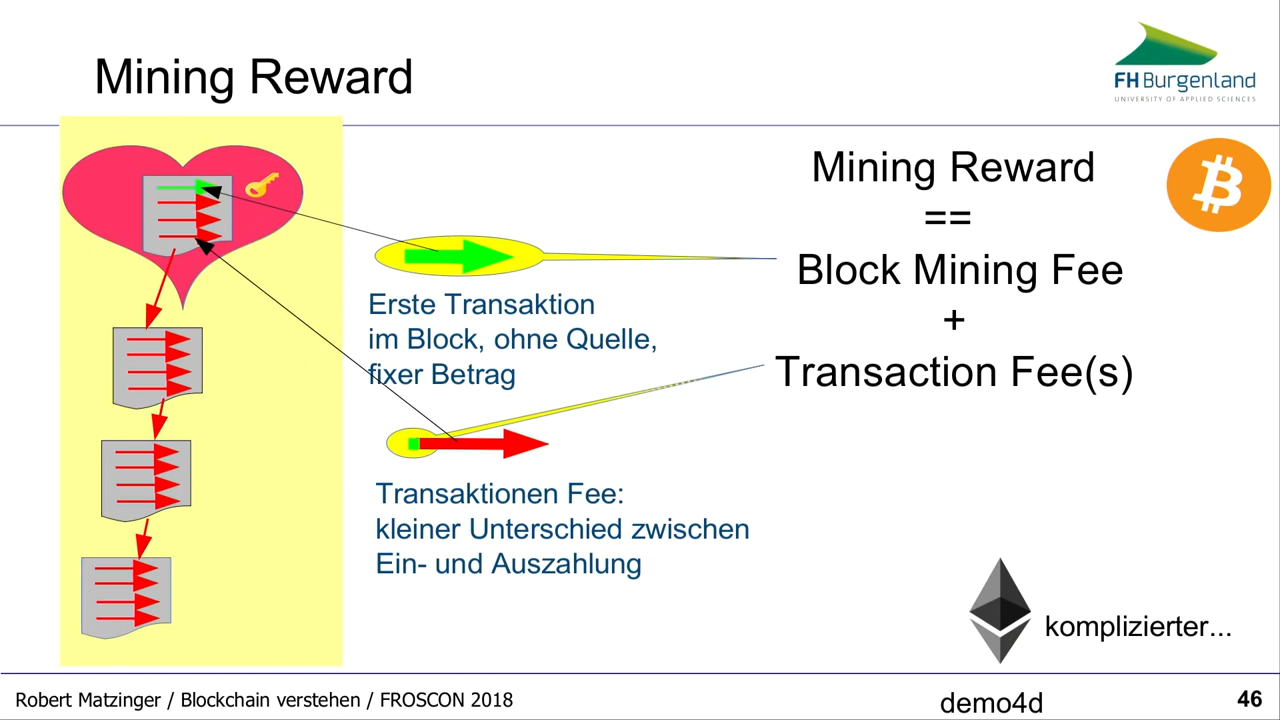 Mining Reward
FH Burgenland
UNIVERSITY OF APPLIED SCIENCES
Mining Reward
==
Block Mining Fee
+
Transaction Fee(s)
Erste Transaktion
im Block, ohne Quelle,
fixer Betrag
Transaktionen Fee:
kleiner Unterschied zwischen
Ein- und Auszahlung
komplizierter...
Robert Matzinger / Blockchain verstehen / FROSCON 2018
demo4d
46